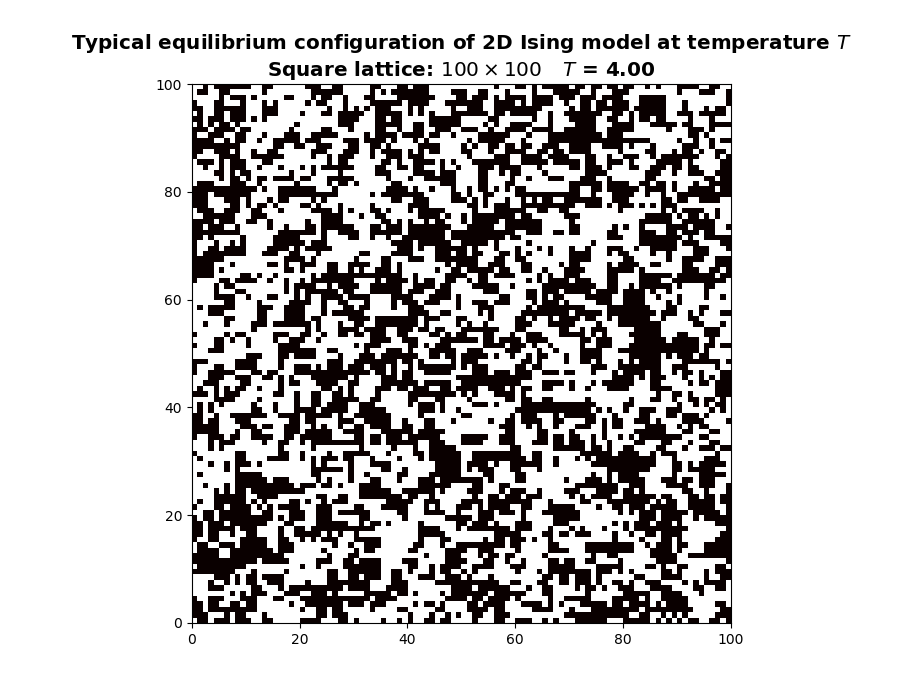 Typical equilibrium configuration of 2D Ising model at temperature T
Square lattice: 100 × 100 T = 4.00
100
80
60
40
20
0
0 20 40 60 80 100